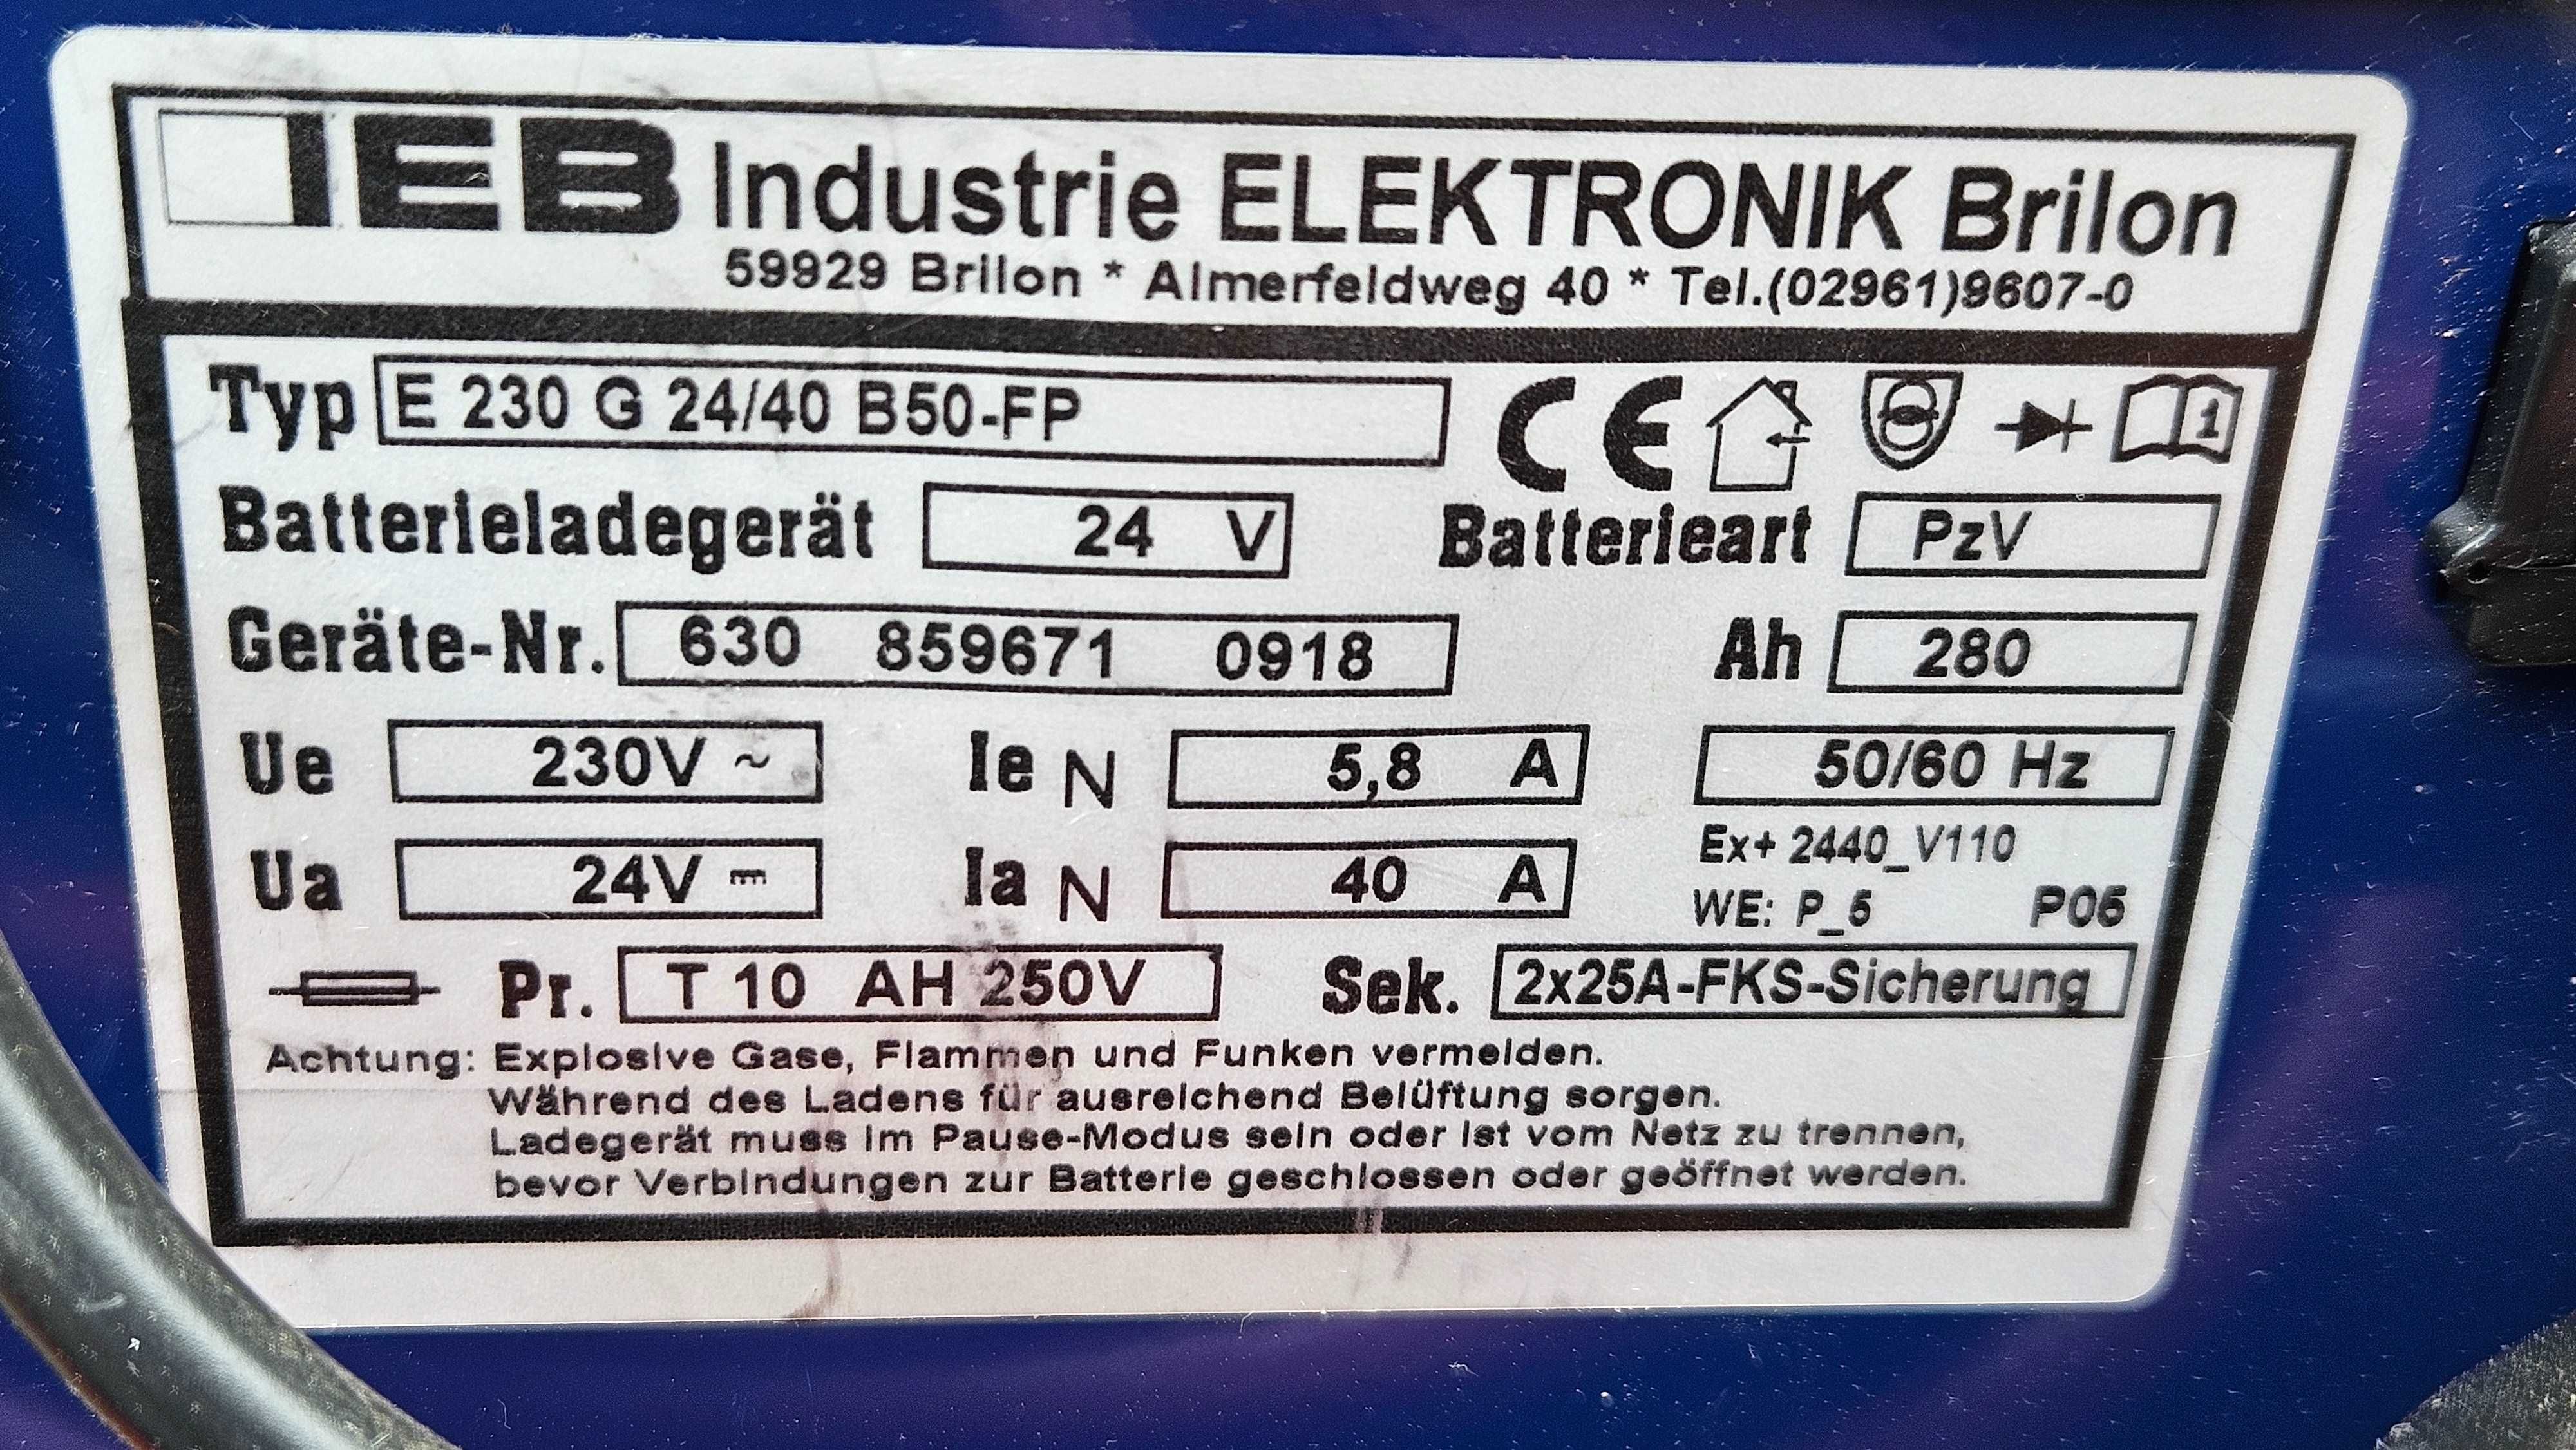 IEB Industrie ELEKTRONIK Brilon
59929 Brilon * Almerfeldweg 40 * Tel.(02961)9607-0
Typ E 230 G 24/40 B50-FP CE
Batterieladegerät 24 V Batterieart PzV
Geräte-Nr. 630 859671 0918 Ah 280
Ue 230V ~ Ie N 5,8 A 50/60 Hz
Ua 24V ⎓ Ia N 40 A Ex+ 2440_V110
WE: P_5 P05
Pr. T 10 AH 250V Sek. 2x25A-FKS-Sicherung
Achtung: Explosive Gase, Flammen und Funken vermeiden.
Während des Ladens für ausreichend Belüftung sorgen.
Ladegerät muss im Pause-Modus sein oder ist vom Netz zu trennen,
bevor Verbindungen zur Batterie geschlossen oder geöffnet werden.